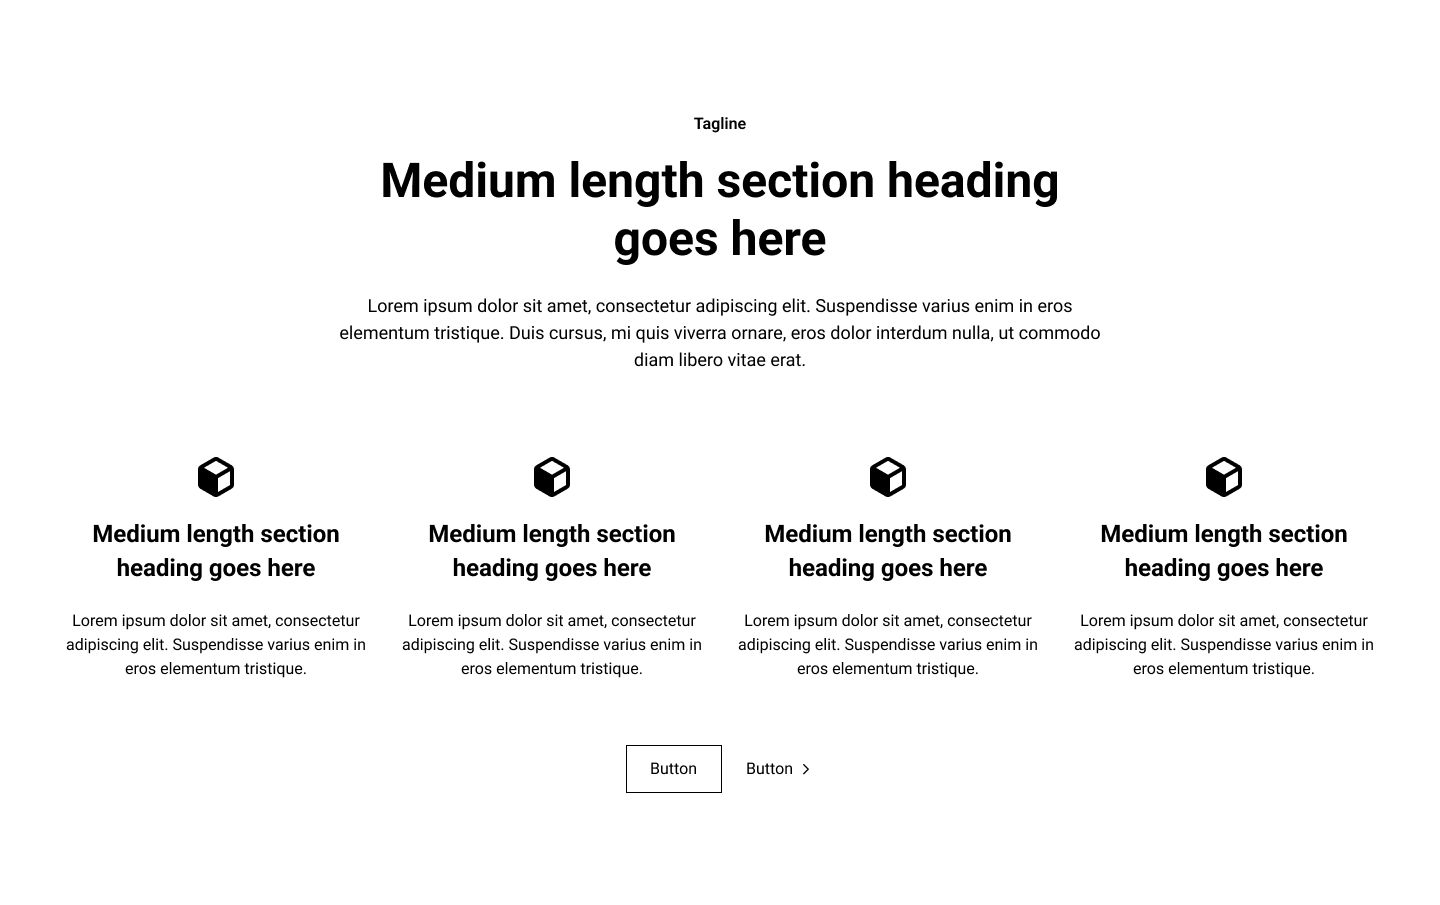 Tagline
Medium length section heading
goes here
Lorem ipsum dolor sit amet, consectetur adipiscing elit. Suspendisse varius enim in eros
elementum tristique. Duis cursus, mi quis viverra ornare, eros dolor interdum nulla, ut commodo
diam libero vitae erat.
Medium length section
heading goes here
Lorem ipsum dolor sit amet, consectetur
adipiscing elit. Suspendisse varius enim in
eros elementum tristique.
Medium length section
heading goes here
Lorem ipsum dolor sit amet, consectetur
adipiscing elit. Suspendisse varius enim in
eros elementum tristique.
Medium length section
heading goes here
Lorem ipsum dolor sit amet, consectetur
adipiscing elit. Suspendisse varius enim in
eros elementum tristique.
Medium length section
heading goes here
Lorem ipsum dolor sit amet, consectetur
adipiscing elit. Suspendisse varius enim in
eros elementum tristique.
Button
Button